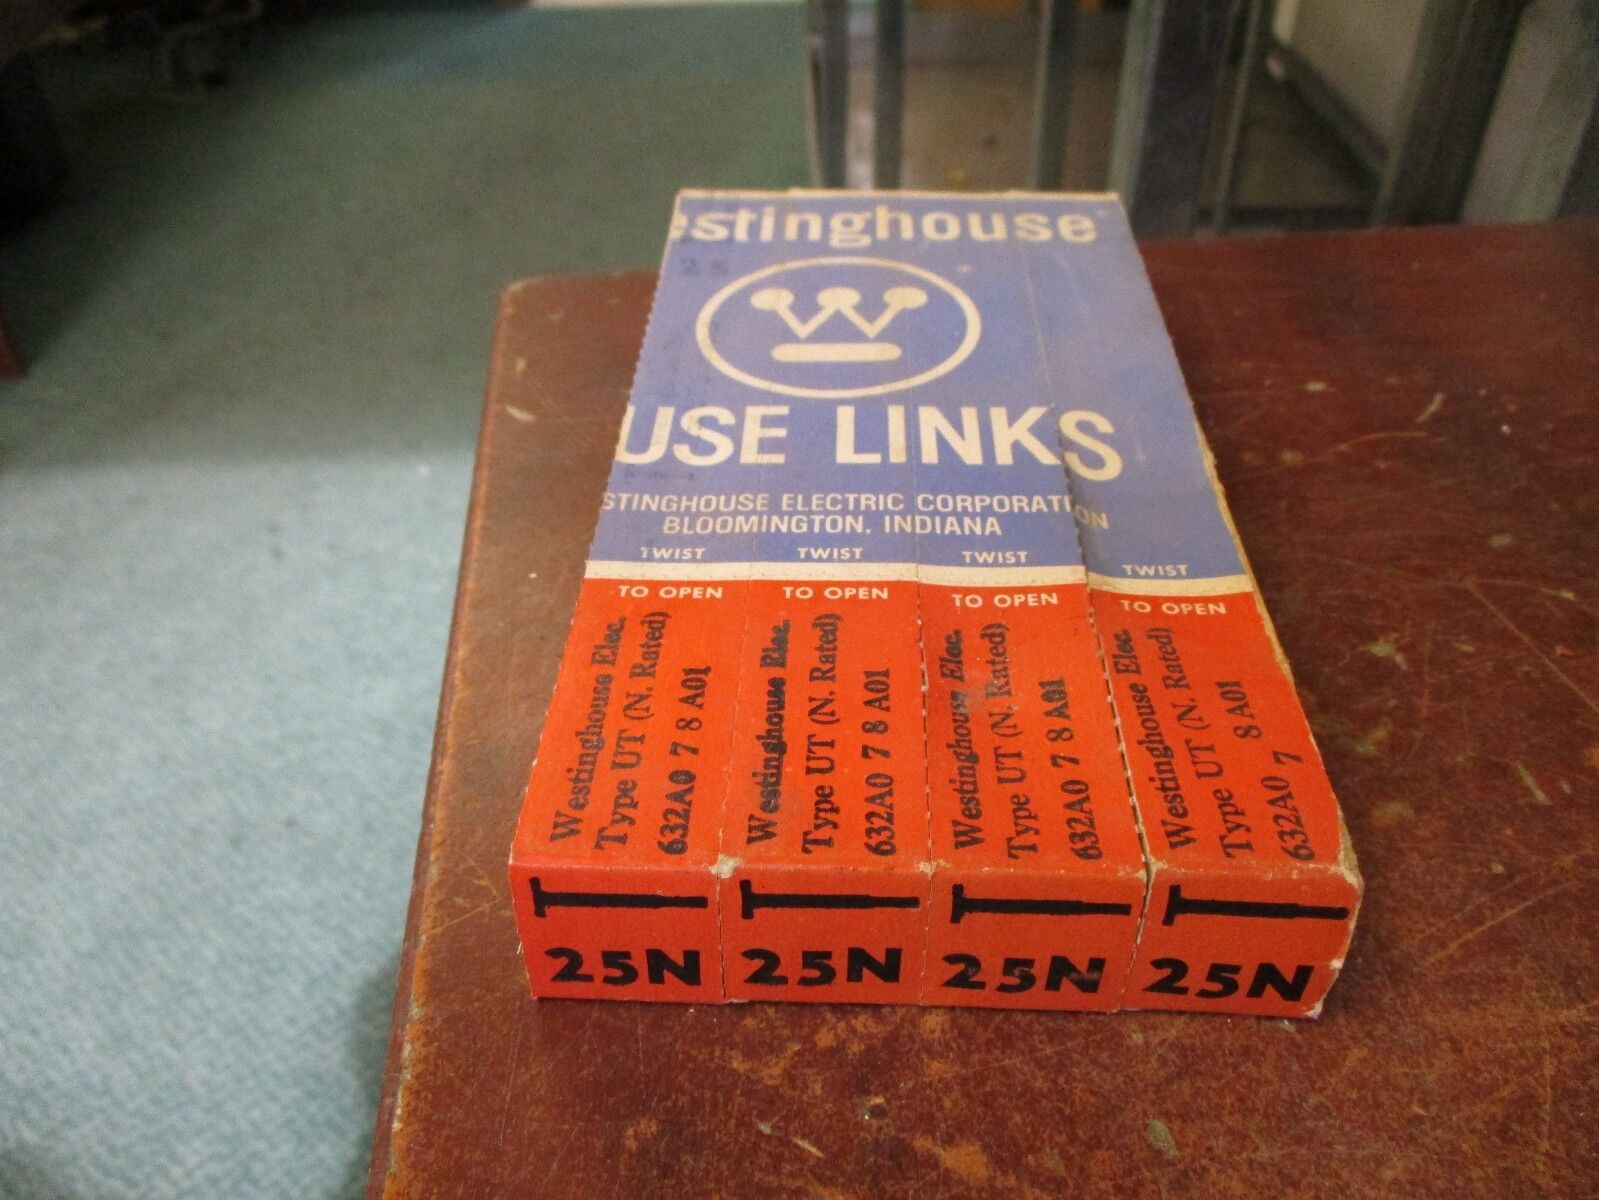 estinghouse
25
W
USE LINKS
STINGHOUSE ELECTRIC CORPORATION
BLOOMINGTON, INDIANA
TWIST TWIST TWIST TWIST
TO OPEN TO OPEN TO OPEN TO OPEN
Westinghouse Elec.
Type UT (N. Rated)
632A0 7 8 A01
Westinghouse Elec.
Type UT (N. Rated)
632A0 7 8 A01
Westinghouse Elec.
Type UT (N. Rated)
632A0 7 8 A01
Westinghouse Elec.
Type UT (N. Rated)
632A0 7 8 A01
25N 25N 25N 25N